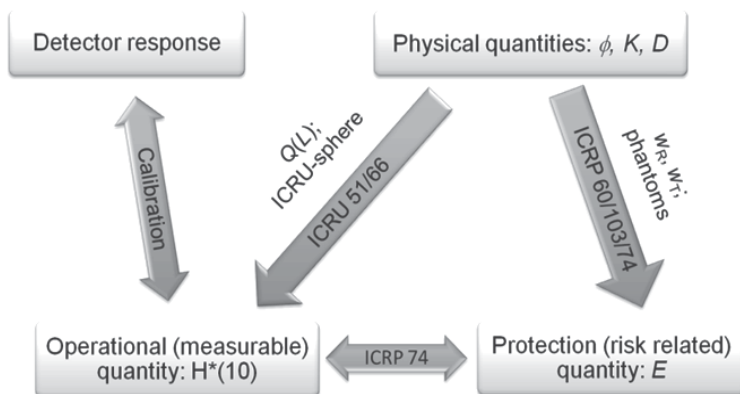 Detector response
Physical quantities: ϕ, K, D
Calibration
Q(L);
ICRU-sphere
ICRU 51/66
w_R, w_T;
phantoms
ICRP 60/103/74
Operational (measurable)
quantity: H*(10)
ICRP 74
Protection (risk related)
quantity: E